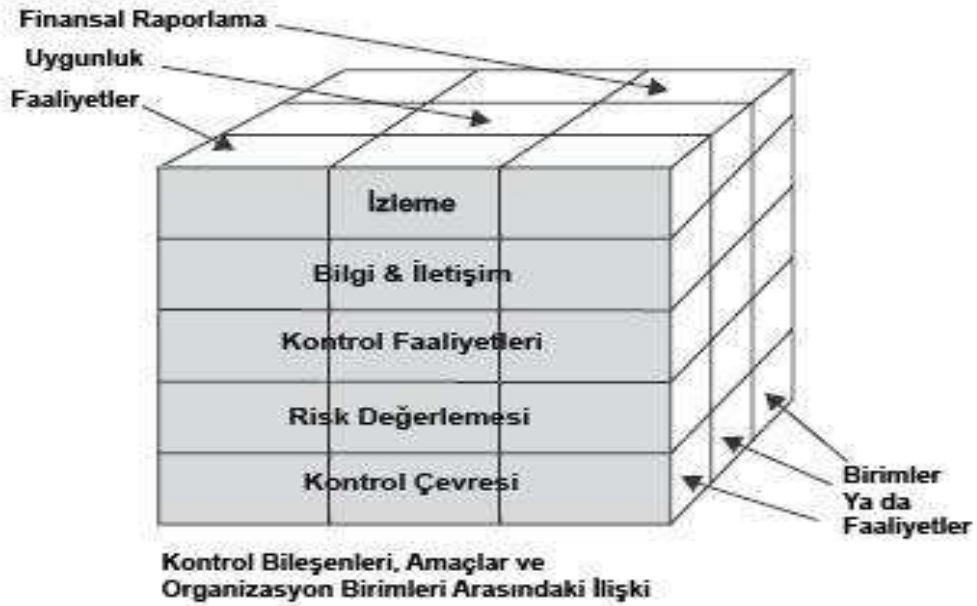 Finansal Raporlama
Uygunluk
Faaliyetler
İzleme
Bilgi & İletişim
Kontrol Faaliyetleri
Risk Değerlemesi
Kontrol Çevresi
Birimler
Ya da
Faaliyetler
Kontrol Bileşenleri, Amaçlar ve
Organizasyon Birimleri Arasındaki İlişki